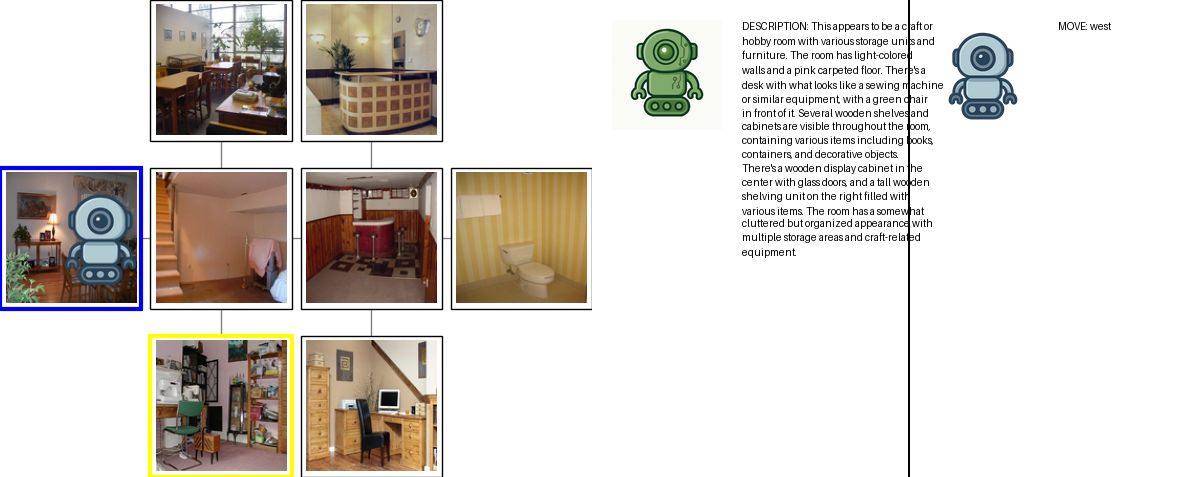 DESCRIPTION: This appears to be a craft or
hobby room with various storage units and
furniture. The room has light-colored
walls and a pink carpeted floor. There's a
desk with what looks like a sewing machine
or similar equipment, with a green chair
in front of it. Several wooden shelves and
cabinets are visible throughout the room,
containing various items including books,
containers, and decorative objects.
There's a wooden display cabinet in the
center with glass doors, and a tall wooden
shelving unit on the right filled with
various items. The room has a somewhat
cluttered but organized appearance with
multiple storage areas and craft-related
equipment.
MOVE: west